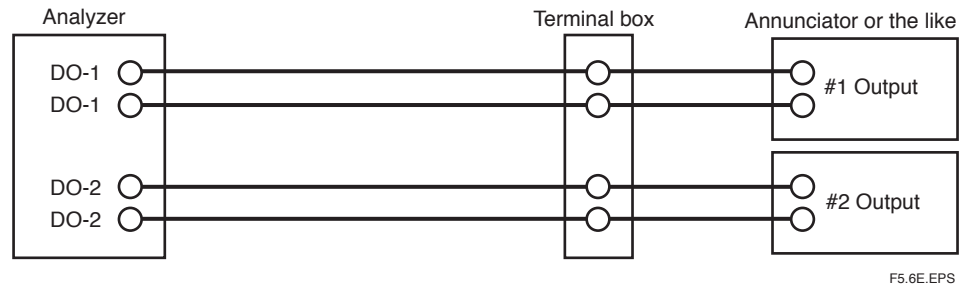 Analyzer
Terminal box
Annunciator or the like
DO-1
DO-1
#1 Output
DO-2
DO-2
#2 Output
F5.6E.EPS